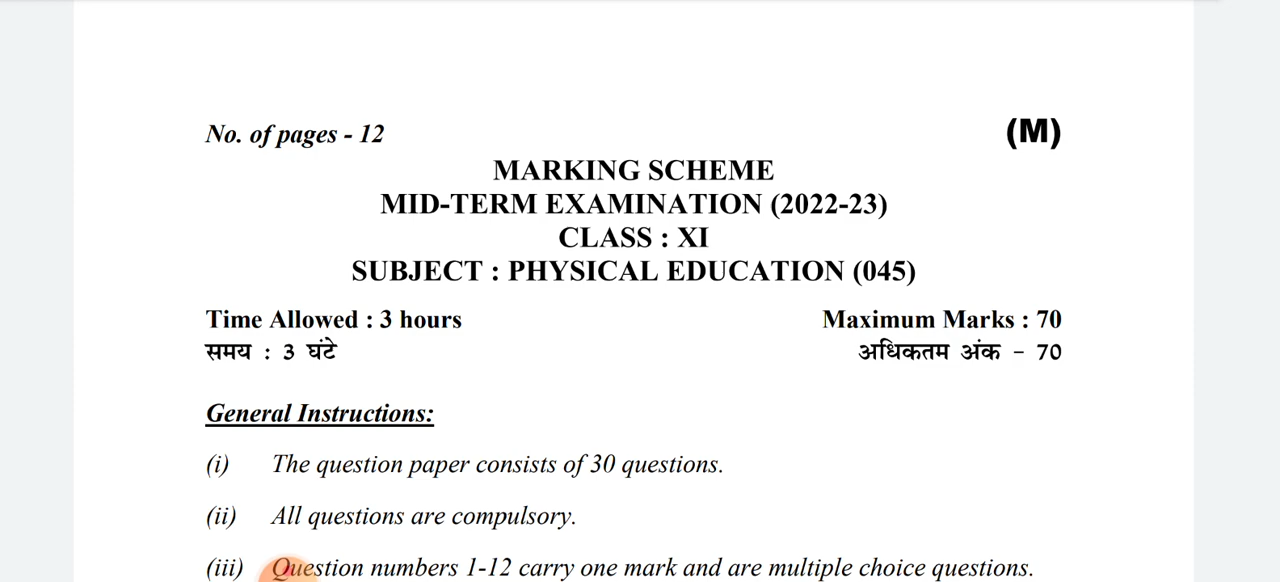 No. of pages - 12 (M)
MARKING SCHEME
MID-TERM EXAMINATION (2022-23)
CLASS : XI
SUBJECT : PHYSICAL EDUCATION (045)
Time Allowed : 3 hours Maximum Marks : 70
समय : 3 घंटे अधिकतम अंक - 70
General Instructions:
(i) The question paper consists of 30 questions.
(ii) All questions are compulsory.
(iii) Question numbers 1-12 carry one mark and are multiple choice questions.